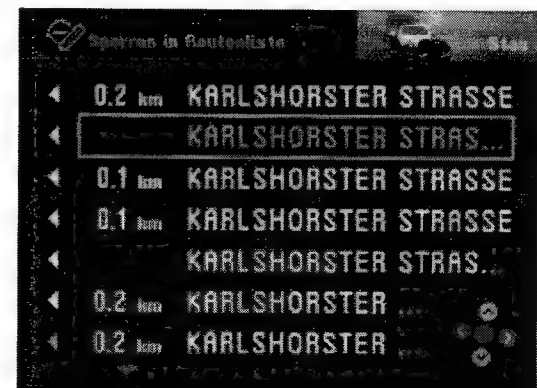 Sperren in Routenliste
Stau
0.2 km KARLSHORSTER STRASSE
KARLSHORSTER STRAS...
0.1 km KARLSHORSTER STRASSE
0.1 km KARLSHORSTER STRASSE
KARLSHORSTER STRAS...
0.2 km KARLSHORSTER
0.2 km KARLSHORSTER